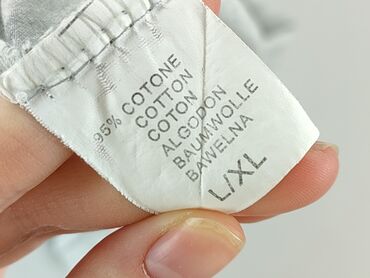 95% COTONE
COTTON
COTON
ALGODON
BAUMWOLLE
BAWELNA
L/XL